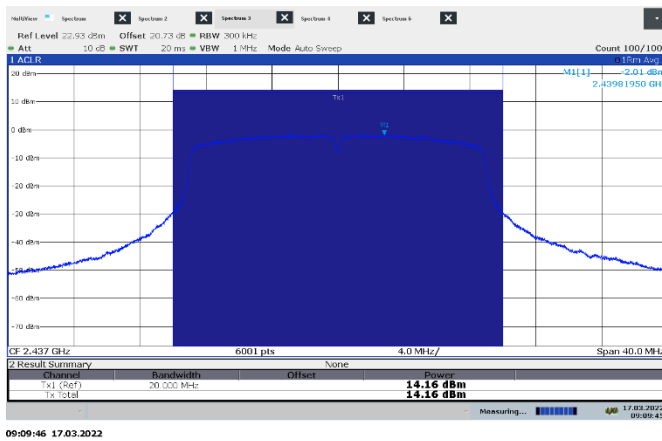 MultiView Spectrum Spectrum 2 Spectrum 3 Spectrum 4 Spectrum 5
Ref Level 22.93 dBm Offset 20.73 dB RBW 300 kHz
Att 10 dB SWT 20 ms VBW 1 MHz Mode Auto Sweep Count 100/100
1 ACLR 1Rm Avg
M1[1] -2.01 dBm
2.43981950 GH
20 dBm
Tx1
10 dBm
M1
0 dBm
-10 dBm
-20 dBm
-30 dBm
-40 dBm
-50 dBm
-60 dBm
-70 dBm
CF 2.437 GHz 6001 pts 4.0 MHz/ Span 40.0 MHz
2 Result Summary None
Channel Bandwidth Offset Power
Tx1 (Ref) 20.000 MHz 14.16 dBm
Tx Total 14.16 dBm
Measuring... 17.03.2022
09:09:45
09:09:46 17.03.2022